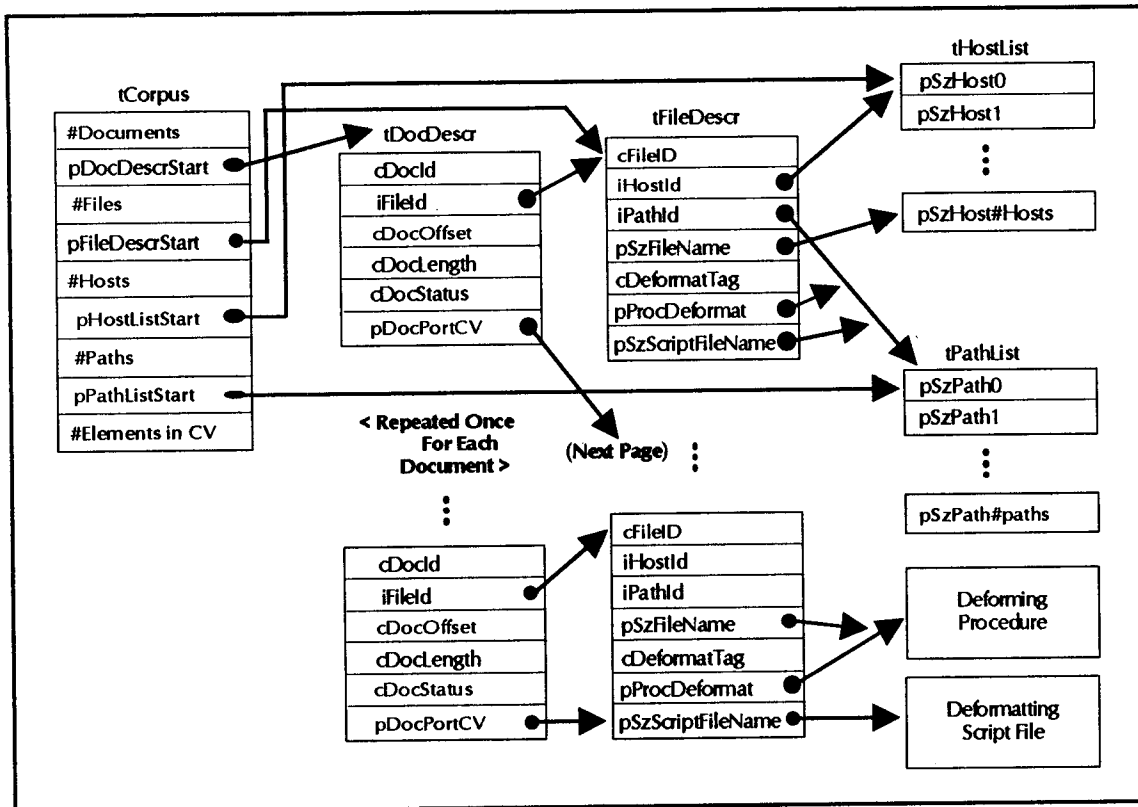 tCorpus
#Documents
pDocDescrStart
#Files
pFileDescrStart
#Hosts
pHostListStart
#Paths
pPathListStart
#Elements in CV
tDocDescr
cDocId
iFileId
cDocOffset
cDocLength
cDocStatus
pDocPortCV
< Repeated Once
For Each
Document >
cDocId
iFileId
cDocOffset
cDocLength
cDocStatus
pDocPortCV
tFileDescr
cFileID
iHostId
iPathId
pSzFileName
cDeformatTag
pProcDeformat
pSzScriptFileName
(Next Page)
cFileID
iHostId
iPathId
pSzFileName
cDeformatTag
pProcDeformat
pSzScriptFileName
tHostList
pSzHost0
pSzHost1
pSzHost#Hosts
tPathList
pSzPath0
pSzPath1
pSzPath#paths
Deforming
Procedure
Deformatting
Script File